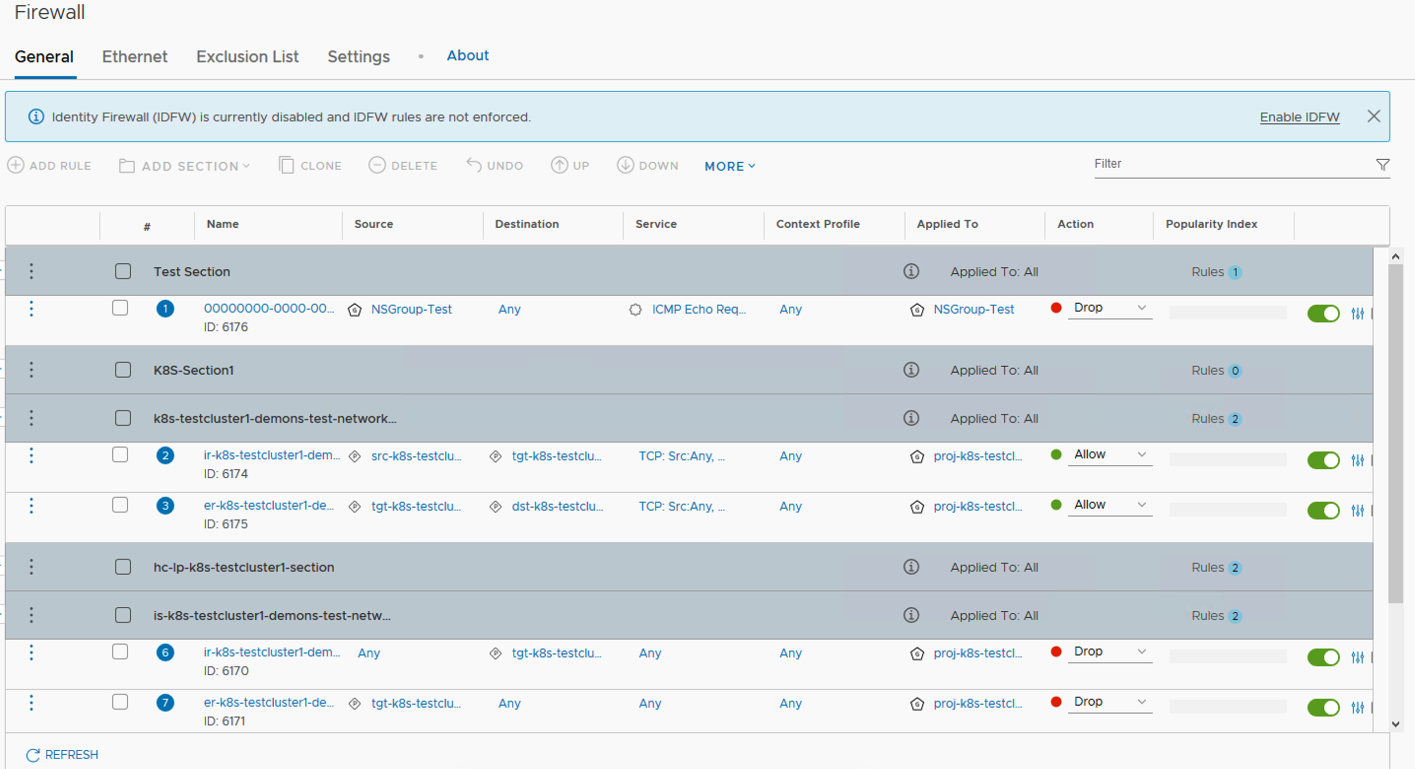 Firewall
General Ethernet Exclusion List Settings • About
Identity Firewall (IDFW) is currently disabled and IDFW rules are not enforced. Enable IDFW
ADD RULE ADD SECTION CLONE DELETE UNDO UP DOWN MORE Filter
# Name Source Destination Service Context Profile Applied To Action Popularity Index
Test Section Applied To: All Rules 1
1 00000000-0000-00... NSGroup-Test Any ICMP Echo Req... Any NSGroup-Test Drop
ID: 6176
K8S-Section1 Applied To: All Rules 0
k8s-testcluster1-demons-test-network... Applied To: All Rules 2
2 ir-k8s-testcluster1-dem... src-k8s-testclu... tgt-k8s-testclu... TCP: Src:Any, ... Any proj-k8s-testcl... Allow
ID: 6174
3 er-k8s-testcluster1-de... tgt-k8s-testclu... dst-k8s-testclu... TCP: Src:Any, ... Any proj-k8s-testcl... Allow
ID: 6175
hc-lp-k8s-testcluster1-section Applied To: All Rules 2
is-k8s-testcluster1-demons-test-netw... Applied To: All Rules 2
6 ir-k8s-testcluster1-dem... Any tgt-k8s-testclu... Any Any proj-k8s-testcl... Drop
ID: 6170
7 er-k8s-testcluster1-de... tgt-k8s-testclu... Any Any Any proj-k8s-testcl... Drop
ID: 6171
REFRESH